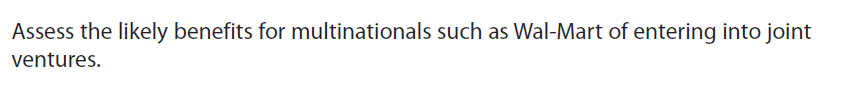 Assess the likely benefits for multinationals such as Wal-Mart of entering into joint
ventures.